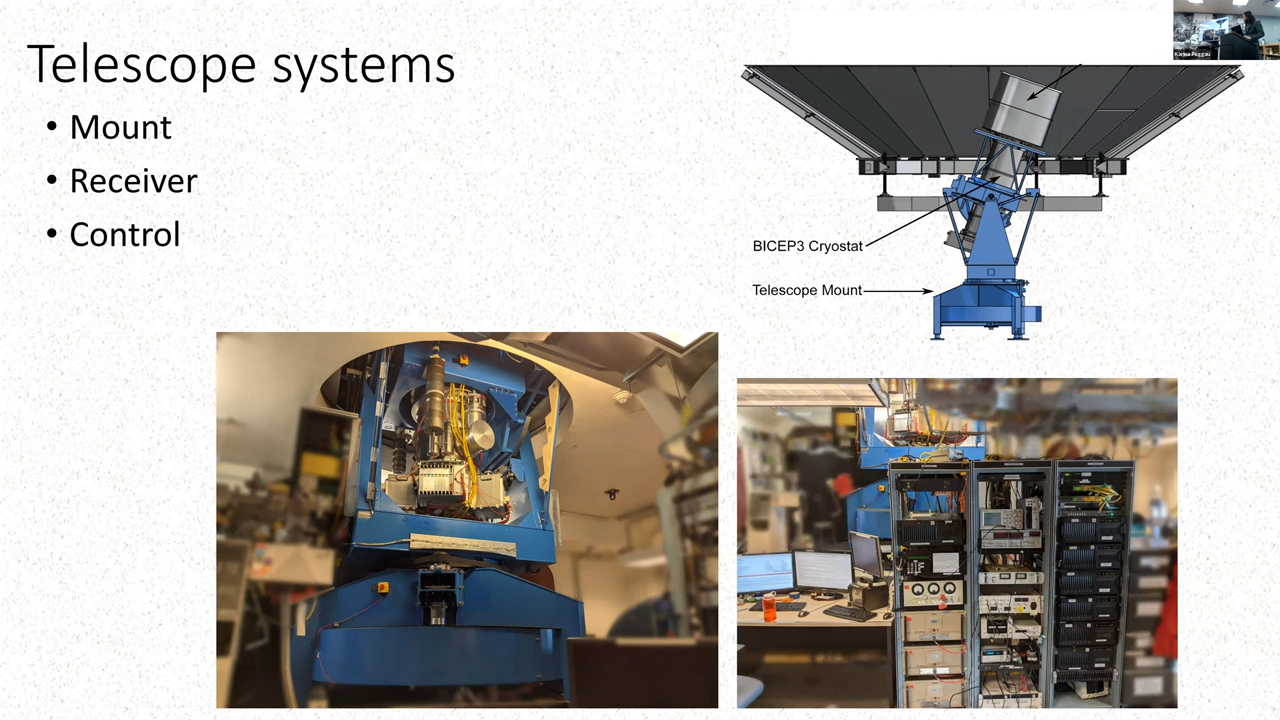 Telescope systems
• Mount
• Receiver
• Control
BICEP3 Cryostat
Telescope Mount